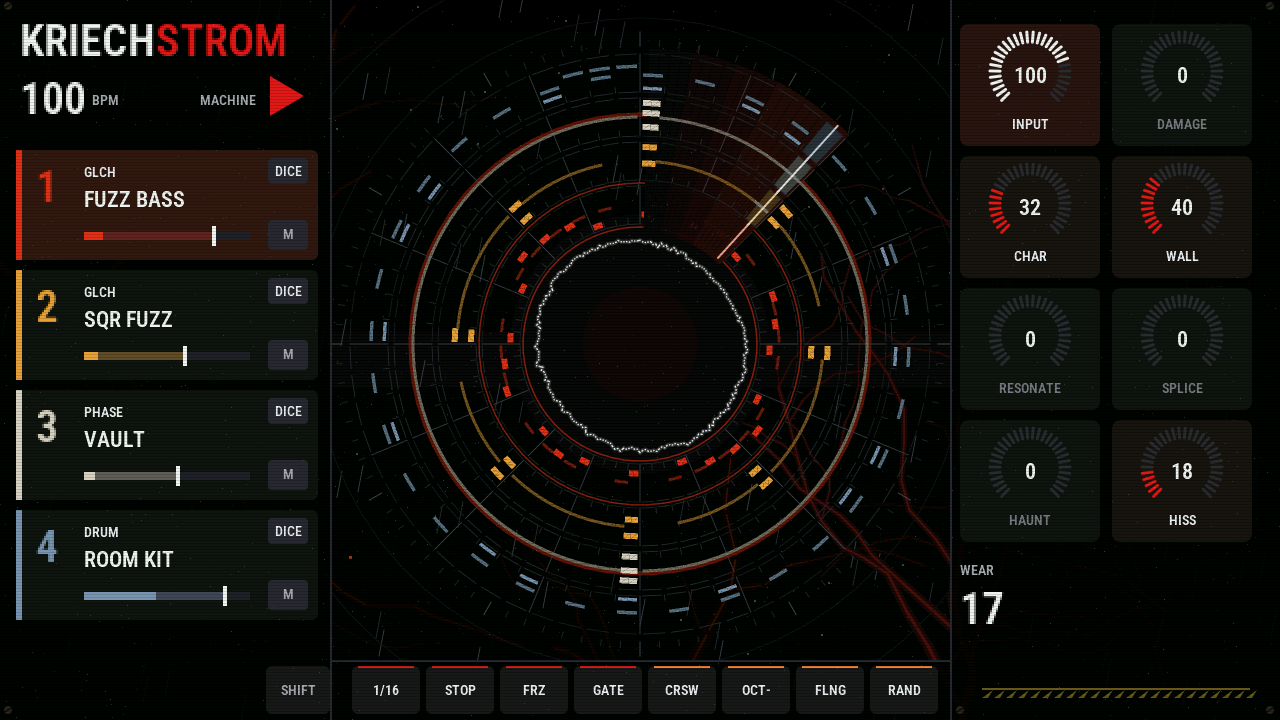 KRIECHSTROM
100 BPM MACHINE
1 GLCH DICE
FUZZ BASS
M
2 GLCH DICE
SQR FUZZ
M
3 PHASE DICE
VAULT
M
4 DRUM DICE
ROOM KIT
M
SHIFT
1/16 STOP FRZ GATE CRSW OCT- FLNG RAND
100 0
INPUT DAMAGE
32 40
CHAR WALL
0 0
RESONATE SPLICE
0 18
HAUNT HISS
WEAR
17